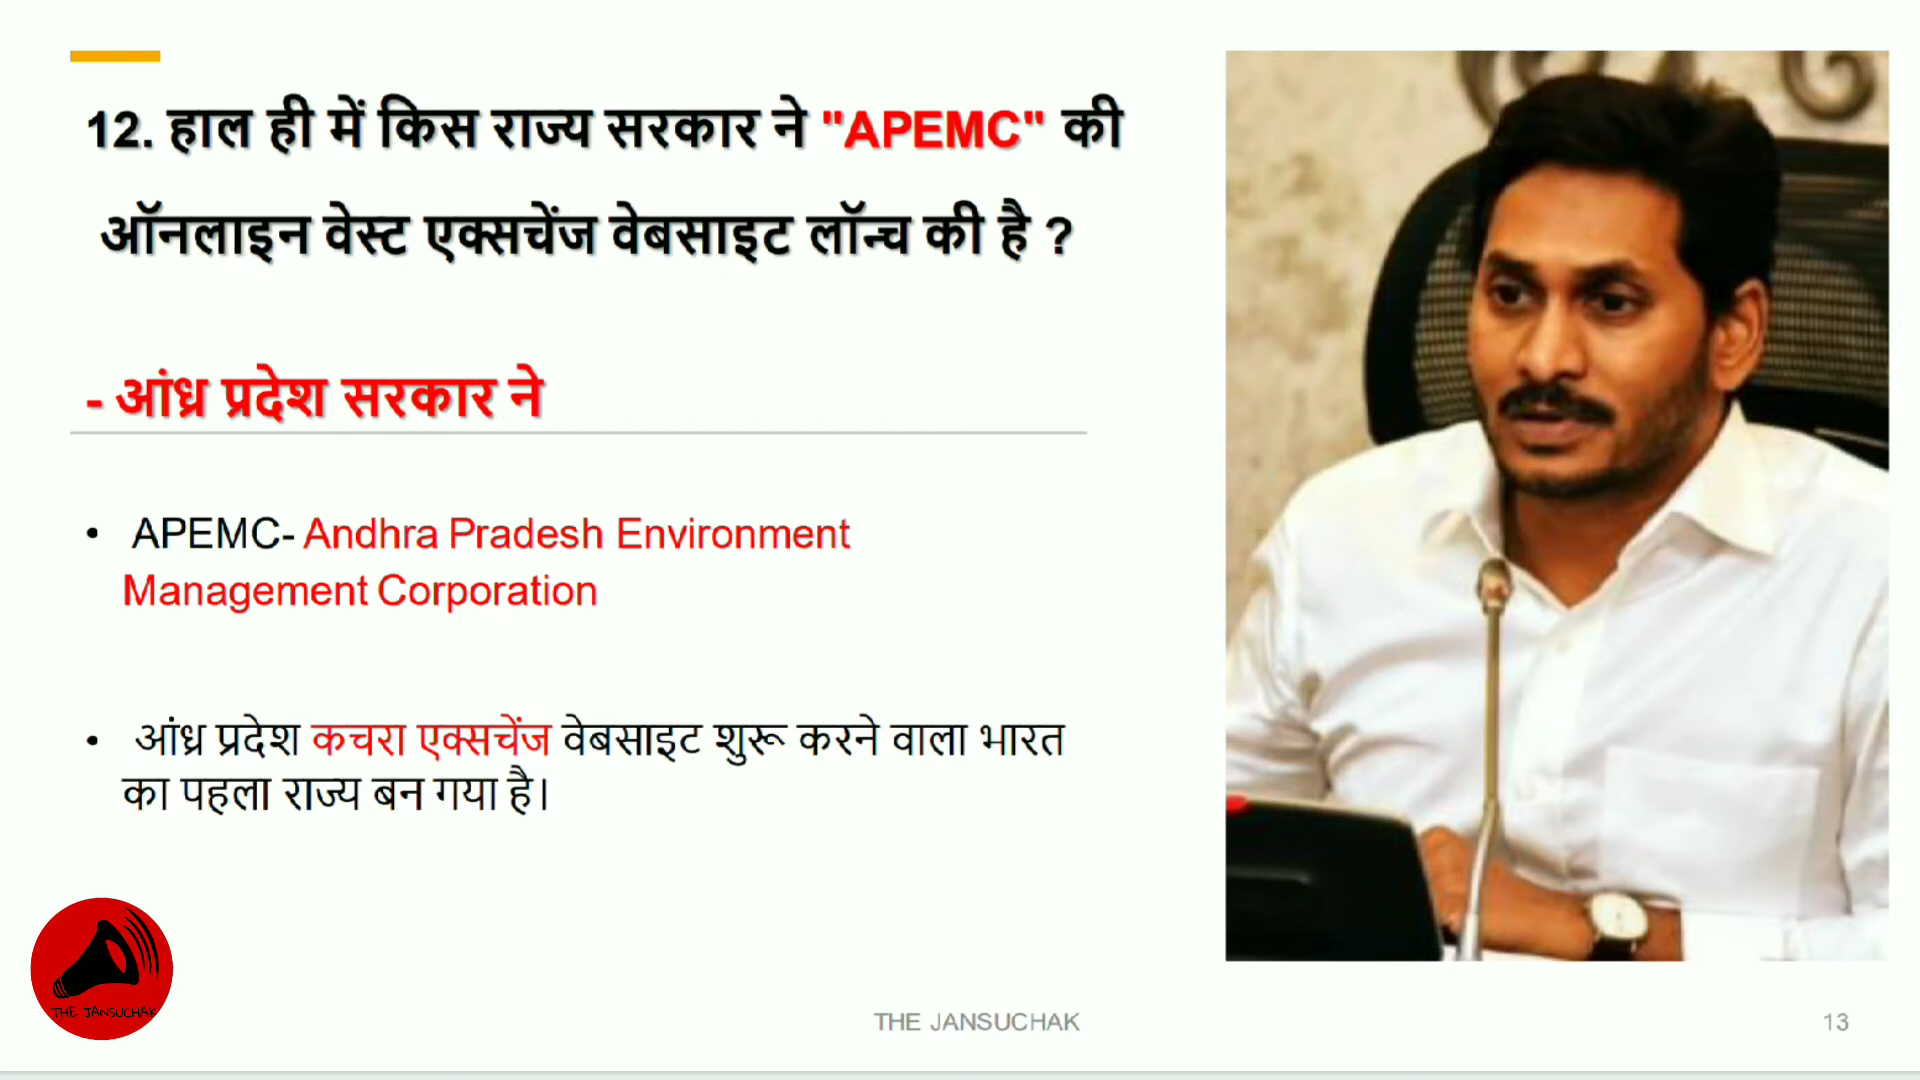 12. हाल ही में किस राज्य सरकार ने "APEMC" की
ऑनलाइन वेस्ट एक्सचेंज वेबसाइट लॉन्च की है ?
- आंध्र प्रदेश सरकार ने
• APEMC- Andhra Pradesh Environment
Management Corporation
• आंध्र प्रदेश कचरा एक्सचेंज वेबसाइट शुरू करने वाला भारत
का पहला राज्य बन गया है।
THE JANSUCHAK
THE JANSUCHAK
13